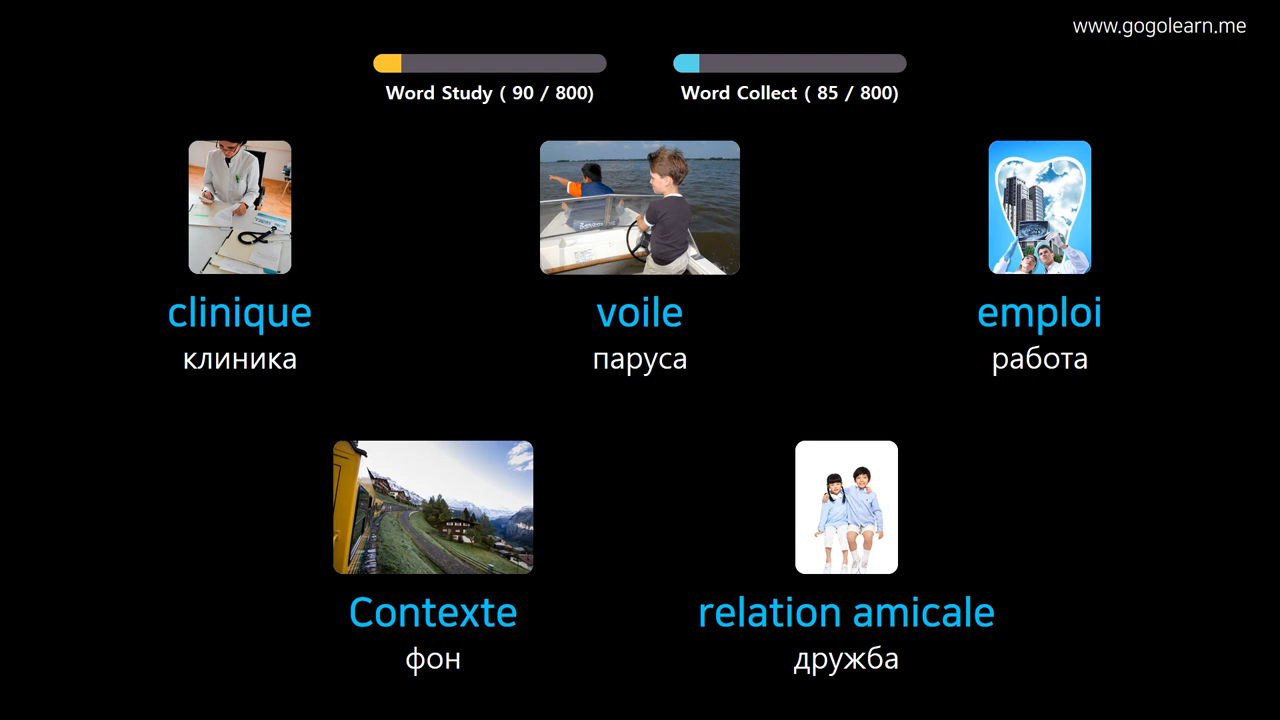 www.gogolearn.me
Word Study ( 90 / 800)
Word Collect ( 85 / 800)
clinique
voile
emploi
клиника
паруса
работа
Contexte
relation amicale
фон
дружба